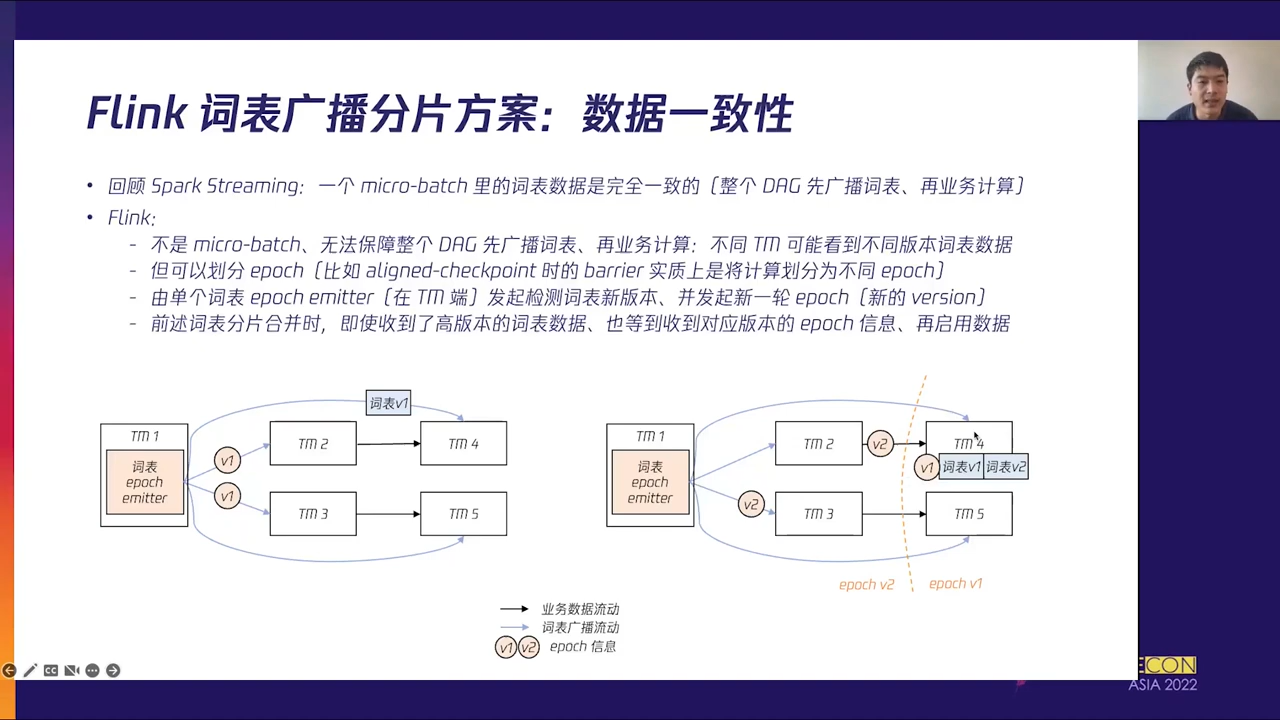 Flink 词表广播分片方案：数据一致性
• 回顾 Spark Streaming：一个 micro-batch 里的词表数据是完全一致的（整个 DAG 先广播词表、再业务计算）
• Flink：
- 不是 micro-batch、无法保障整个 DAG 先广播词表、再业务计算：不同 TM 可能看到不同版本词表数据
- 但可以划分 epoch（比如 aligned-checkpoint 时的 barrier 实质上是将计算划分为不同 epoch）
- 由单个词表 epoch emitter（在 TM 端）发起检测词表新版本、并发起新一轮 epoch（新的 version）
- 前述词表分片合并时，即使收到了高版本的词表数据、也等到收到对应版本的 epoch 信息、再启用数据
词表v1
TM 1
词表
epoch
emitter
v1
v1
TM 2
TM 3
TM 4
TM 5
TM 1
词表
epoch
emitter
TM 2
v2
TM 4
v1 词表v1 词表v2
v2
TM 3
TM 5
epoch v2
epoch v1
业务数据流动
词表广播流动
v1 v2 epoch 信息
CC
ECON
ASIA 2022